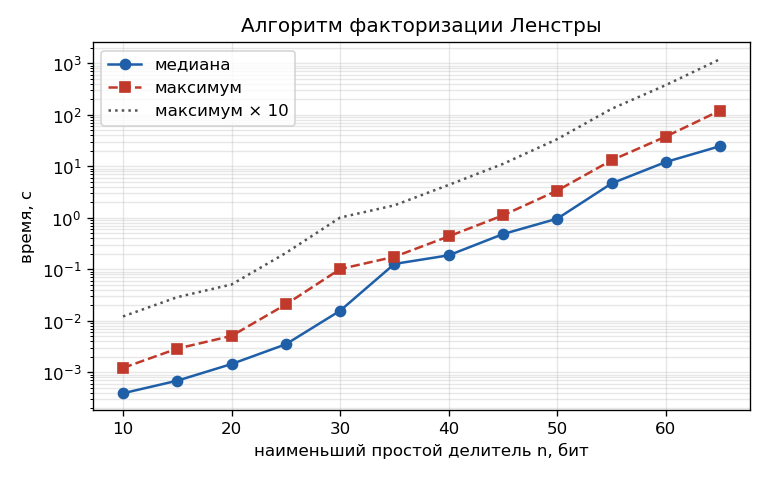 Алгоритм факторизации Ленстры
медиана
максимум
максимум × 10
время, с
10³
10²
10¹
10⁰
10⁻¹
10⁻²
10⁻³
10 20 30 40 50 60
наименьший простой делитель n, бит